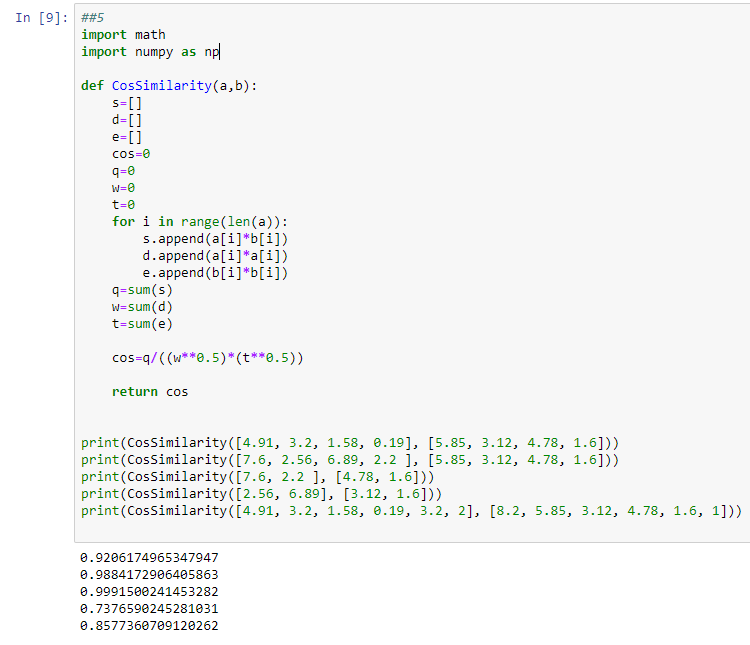 In [9]: ##5
import math
import numpy as np

def CosSimilarity(a,b):
    s=[]
    d=[]
    e=[]
    cos=0
    q=0
    w=0
    t=0
    for i in range(len(a)):
        s.append(a[i]*b[i])
        d.append(a[i]*a[i])
        e.append(b[i]*b[i])
    q=sum(s)
    w=sum(d)
    t=sum(e)

    cos=q/((w**0.5)*(t**0.5))

    return cos


print(CosSimilarity([4.91, 3.2, 1.58, 0.19], [5.85, 3.12, 4.78, 1.6]))
print(CosSimilarity([7.6, 2.56, 6.89, 2.2 ], [5.85, 3.12, 4.78, 1.6]))
print(CosSimilarity([7.6, 2.2 ], [4.78, 1.6]))
print(CosSimilarity([2.56, 6.89], [3.12, 1.6]))
print(CosSimilarity([4.91, 3.2, 1.58, 0.19, 3.2, 2], [8.2, 5.85, 3.12, 4.78, 1.6, 1]))

0.9206174965347947
0.9884172906405863
0.9991500241453282
0.7376590245281031
0.8577360709120262